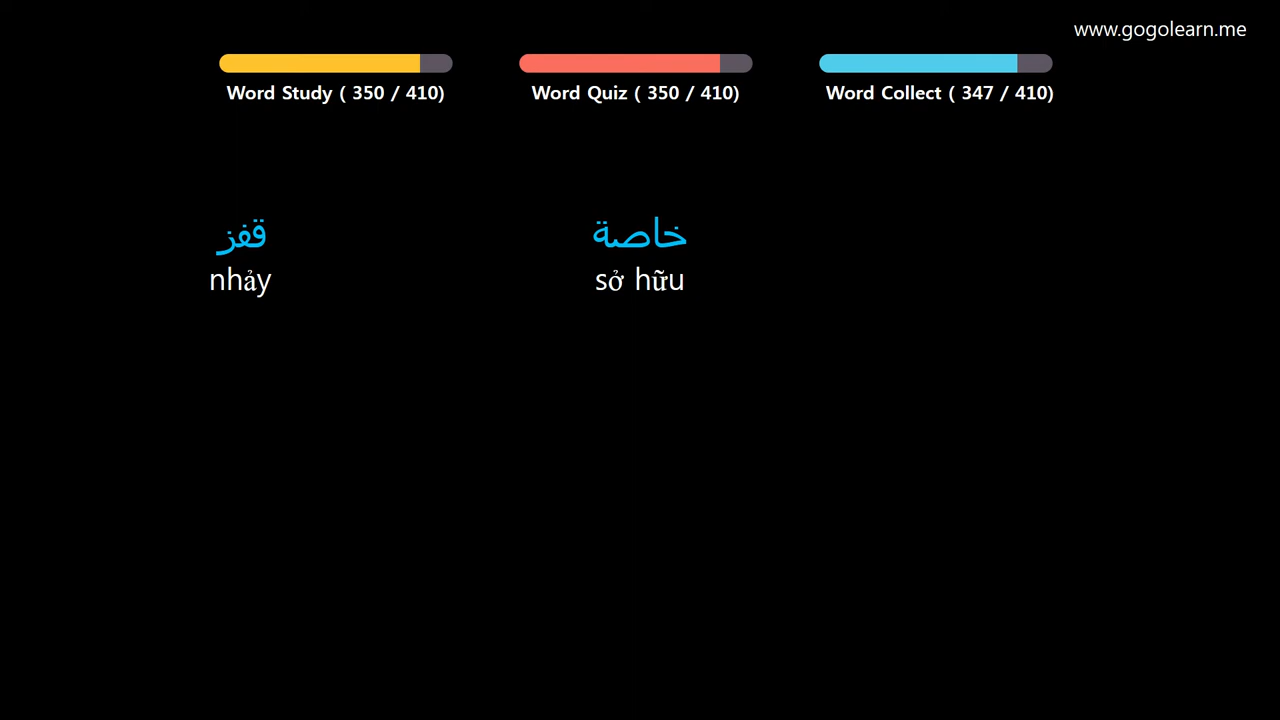 www.gogolearn.me
Word Study ( 350 / 410)
Word Quiz ( 350 / 410)
Word Collect ( 347 / 410)
قفز
nhảy
خاصة
sở hữu